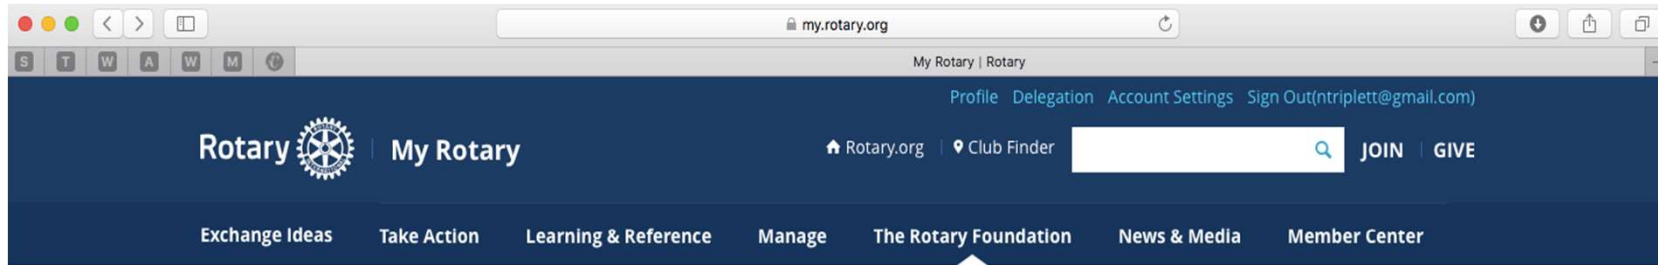 my.rotary.org
S T W A W M
My Rotary | Rotary
Profile Delegation Account Settings Sign Out(ntriplett@gmail.com)
Rotary | My Rotary
Rotary.org | Club Finder
JOIN | GIVE
Exchange Ideas Take Action Learning & Reference Manage The Rotary Foundation News & Media Member Center